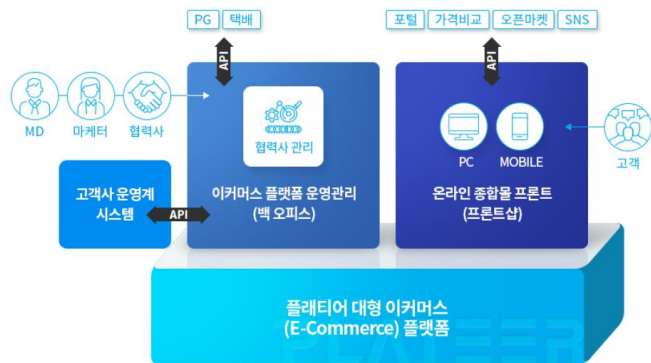 PG 택배
포털 가격비교 오픈마켓 SNS
API
API
MD 마케터 협력사
협력사 관리
PC MOBILE
고객
고객사 운영계
시스템
API
이커머스 플랫폼 운영관리
(백 오피스)
온라인 종합몰 프론트
(프론트샵)
플래티어 대형 이커머스
(E-Commerce) 플랫폼
PLATEER